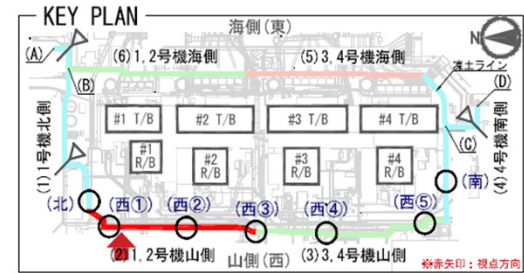 KEY PLAN
海側(東)
N
(A)
(6)1,2号機海側
(5)3,4号機海側
凍土ライン
(B)
(D)
#1 T/B
#2 T/B
#3 T/B
#4 T/B
(C)
#1 R/B
#2 R/B
#3 R/B
#4 R/B
(1)1号機北側
(4)4号機南側
(北)
(西①)
(西②)
(西③)
(西④)
(西⑤)
(南)
(2)1,2号機山側
(3)3,4号機山側
山側(西)
*赤矢印:視点方向